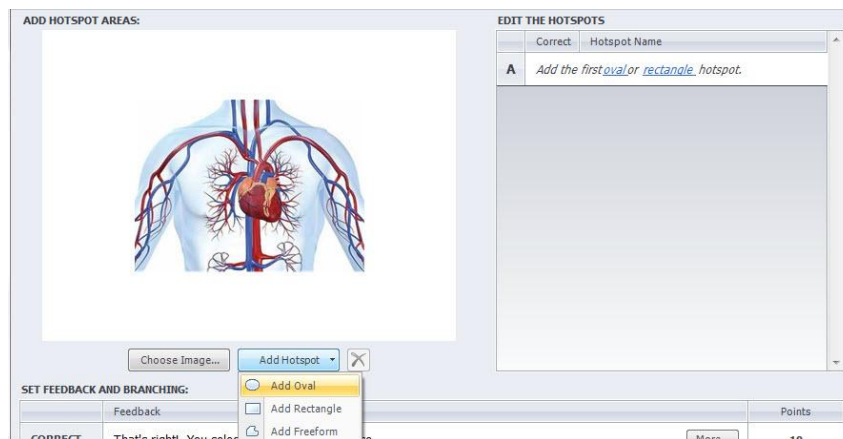 ADD HOTSPOT AREAS:
EDIT THE HOTSPOTS
Correct Hotspot Name
A Add the first oval or rectangle hotspot.
Choose Image... Add Hotspot
SET FEEDBACK AND BRANCHING:
Add Oval
Feedback Add Rectangle Points
CORRECT That's right! You Add Freeform More... 10